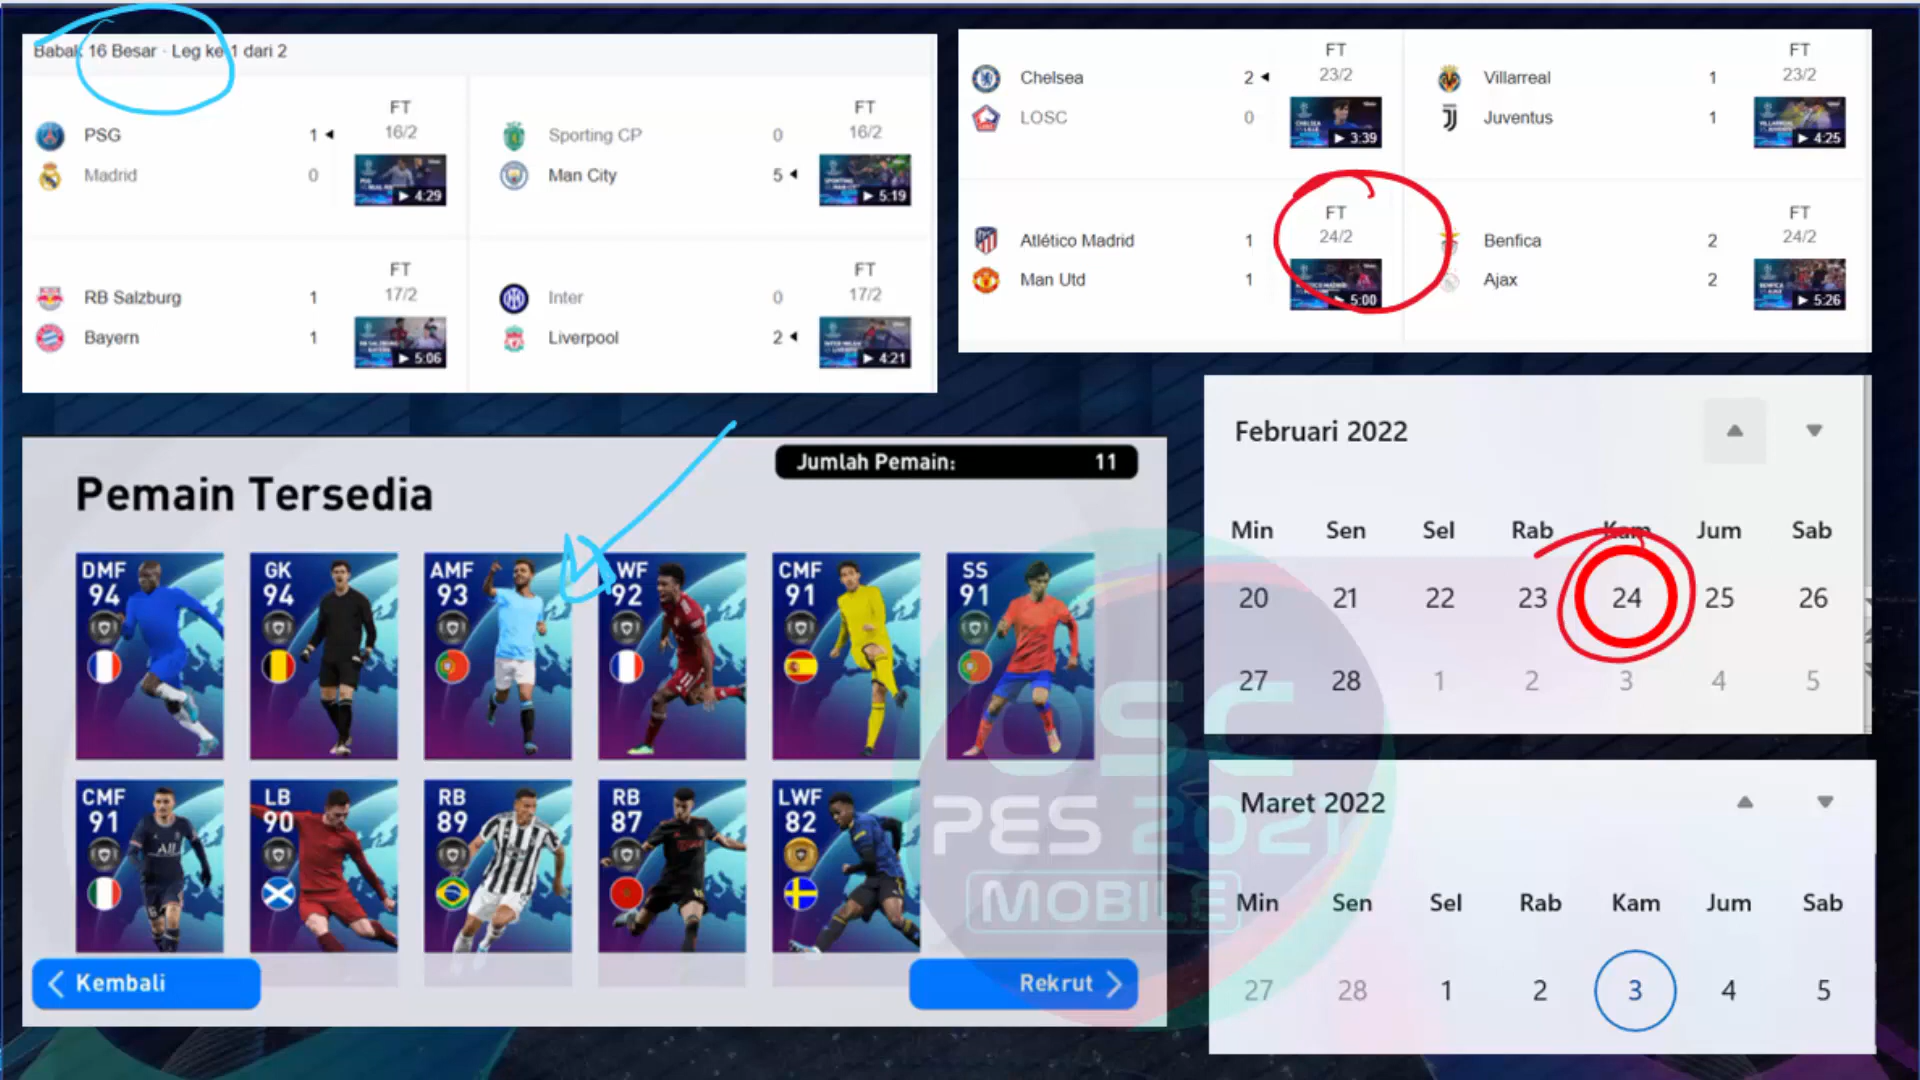 Babak 16 Besar · Leg ke 1 dari 2
PSG 1
Madrid 0
FT
16/2
4:29
Sporting CP 0
Man City 5
FT
16/2
5:19
RB Salzburg 1
Bayern 1
FT
17/2
5:06
Inter 0
Liverpool 2
FT
17/2
4:21
Chelsea 2
LOSC 0
FT
23/2
3:39
Villarreal 1
Juventus 1
FT
23/2
4:25
Atlético Madrid 1
Man Utd 1
FT
24/2
5:00
Benfica 2
Ajax 2
FT
24/2
5:26
Pemain Tersedia
Jumlah Pemain: 11
DMF
94
GK
94
AMF
93
WF
92
CMF
91
SS
91
CMF
91
LB
90
RB
89
RB
87
LWF
82
Kembali
Rekrut
OSC
PES 2021
MOBILE
Februari 2022
Min Sen Sel Rab Kam Jum Sab
20 21 22 23 24 25 26
27 28 1 2 3 4 5
Maret 2022
Min Sen Sel Rab Kam Jum Sab
27 28 1 2 3 4 5